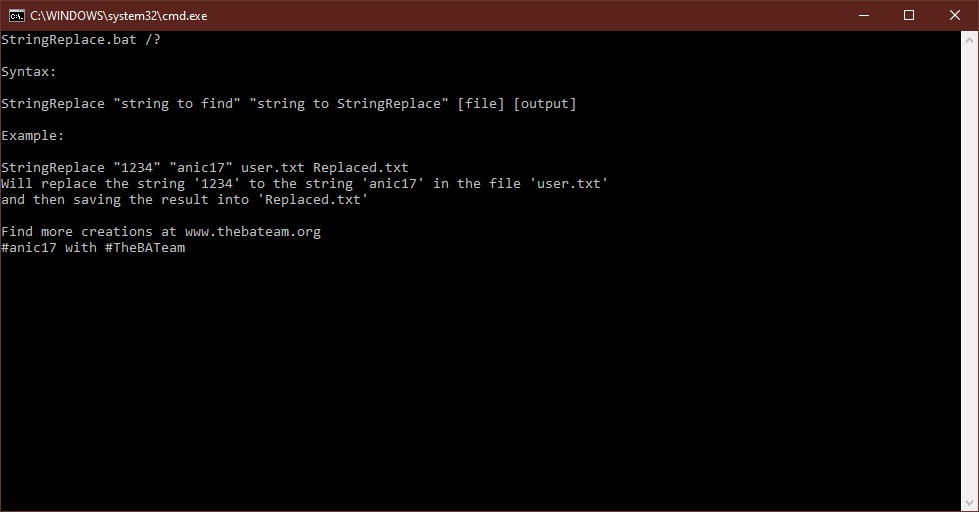 C:\WINDOWS\system32\cmd.exe
StringReplace.bat /?
Syntax:
StringReplace "string to find" "string to StringReplace" [file] [output]
Example:
StringReplace "1234" "anic17" user.txt Replaced.txt
Will replace the string '1234' to the string 'anic17' in the file 'user.txt'
and then saving the result into 'Replaced.txt'
Find more creations at www.thebateam.org
#anic17 with #TheBATeam